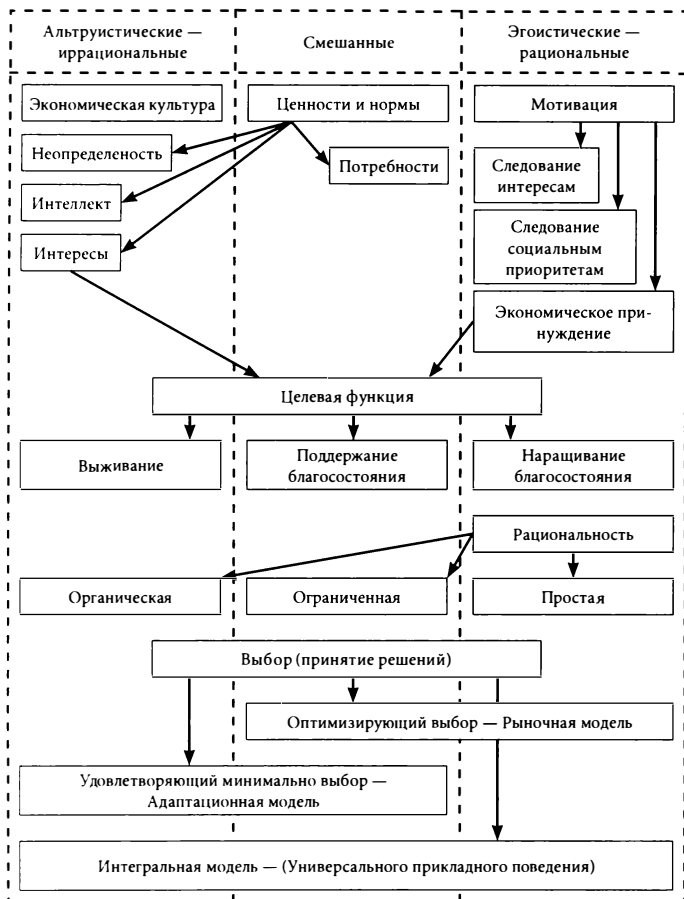 Альтруистические —
иррациональные
Смешанные
Эгоистические —
рациональные
Экономическая культура
Ценности и нормы
Мотивация
Неопределеность
Потребности
Следование
интересам
Интеллект
Следование
социальным
приоритетам
Интересы
Экономическое при-
нуждение
Целевая функция
Выживание
Поддержание
благосостояния
Наращивание
благосостояния
Рациональность
Органическая
Ограниченная
Простая
Выбор (принятие решений)
Оптимизирующий выбор — Рыночная модель
Удовлетворяющий минимально выбор —
Адаптационная модель
Интегральная модель — (Универсального прикладного поведения)